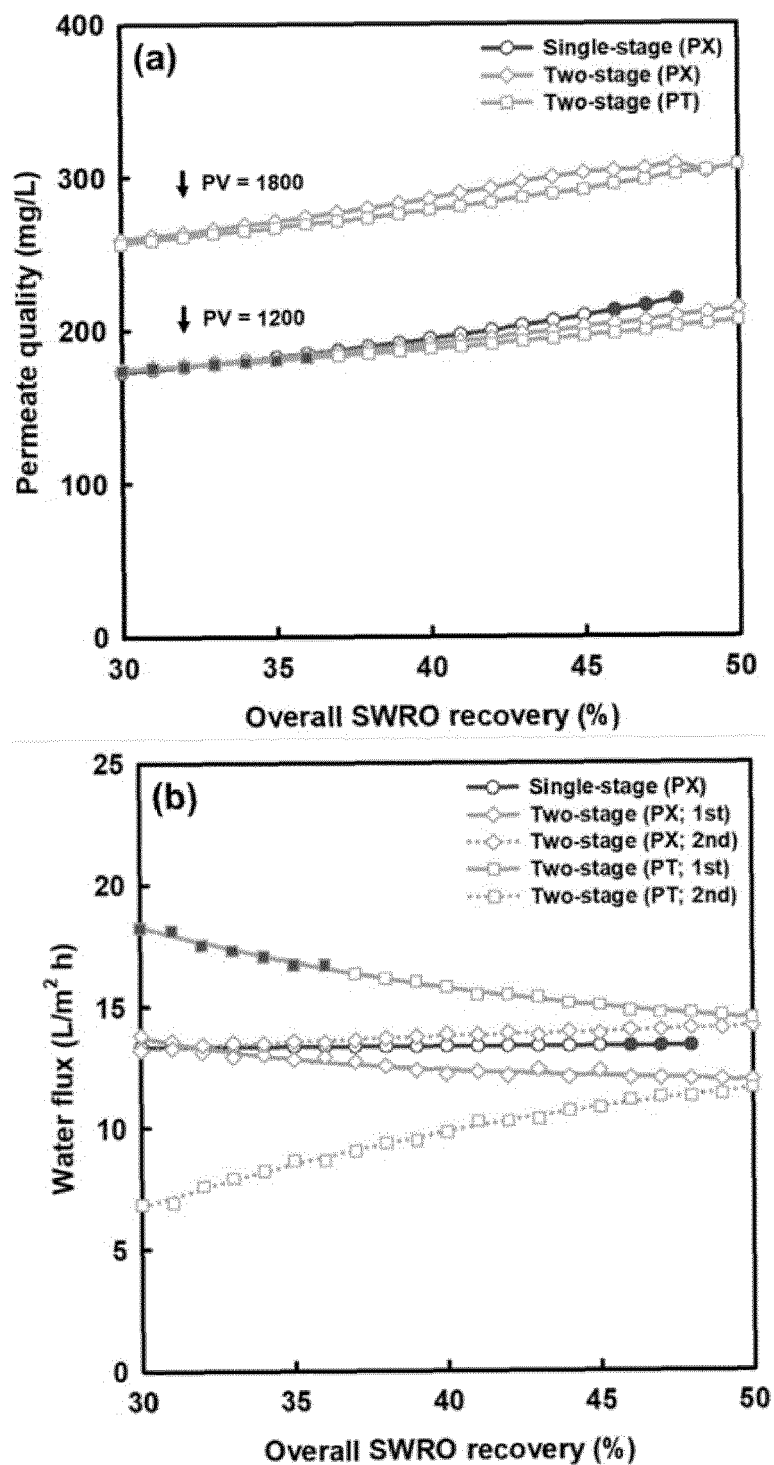 400
(a)
Single-stage (PX)
Two-stage (PX)
Two-stage (PT)
300
PV = 1800
200
PV = 1200
100
0
30 35 40 45 50
Permeate quality (mg/L)
Overall SWRO recovery (%)
25
(b)
Single-stage (PX)
Two-stage (PX; 1st)
Two-stage (PX; 2nd)
Two-stage (PT; 1st)
Two-stage (PT; 2nd)
20
15
10
5
0
30 35 40 45 50
Water flux (L/m² h)
Overall SWRO recovery (%)